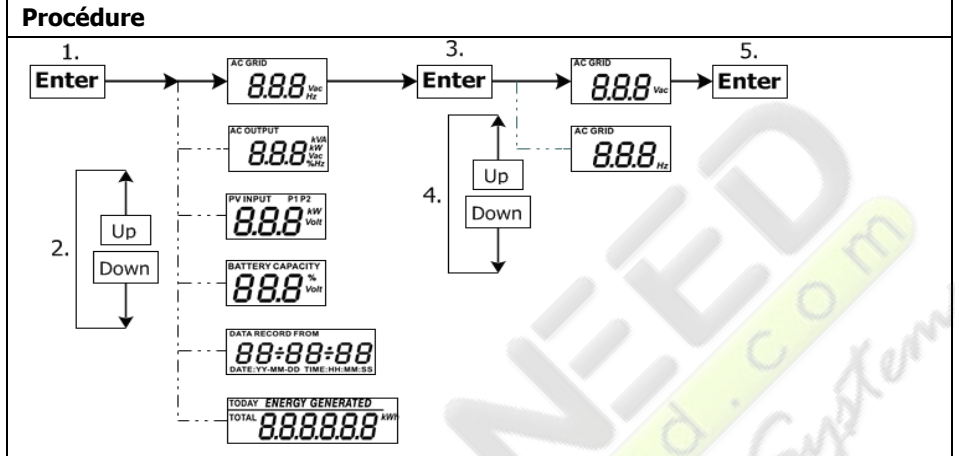 Procédure
1.
Enter
AC GRID
8.8.8 Vac
Hz
3.
Enter
AC GRID
8.8.8 Vac
5.
Enter
AC OUTPUT
8.8.8 kVA
kW
Vac
%Hz
AC GRID
8.8.8 Hz
2.
Up
Down
PV INPUT P1 P2
8.8.8 kW
Volt
4.
Up
Down
BATTERY CAPACITY
88.8 %
Volt
DATA RECORD FROM
88:88:88
DATE:YY-MM-DD TIME:HH:MM:SS
TODAY ENERGY GENERATED
TOTAL 8.8.8.8.8.8 kWh
NEED
d.com
System